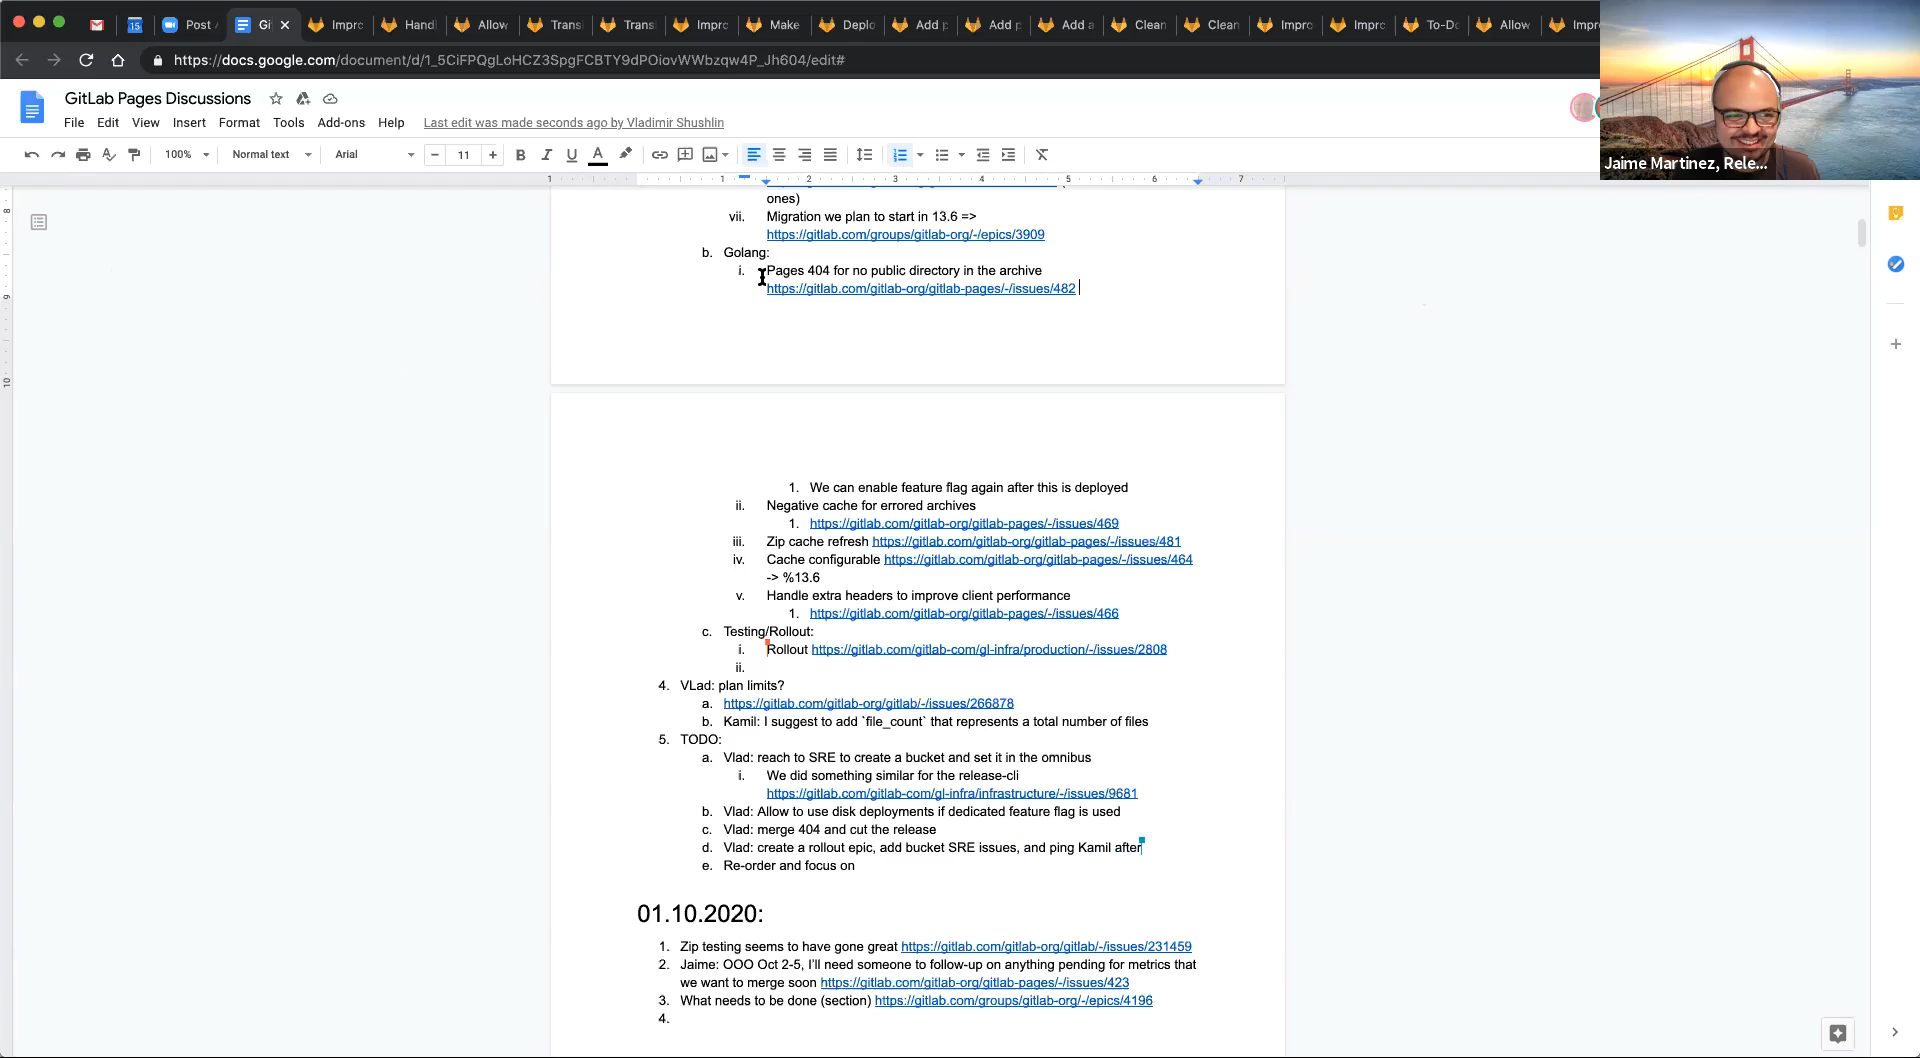 Post
Gi
Impro
Hand
Allow
Trans
Trans
Impro
Make
Deplo
Add p
Add p
Add a
Clean
Clean
Impro
Impro
To-Do
Allow
Impro
https://docs.google.com/document/d/1_5CiFPQgLoHCZ3SpgFCBTY9dPOiovWWbzqw4P_Jh604/edit#
GitLab Pages Discussions
File Edit View Insert Format Tools Add-ons Help Last edit was made seconds ago by Vladimir Shushlin
100% Normal text Arial 11
Jaime Martinez, Rele...
ones)
vii. Migration we plan to start in 13.6 =>
https://gitlab.com/groups/gitlab-org/-/epics/3909
b. Golang:
i. Pages 404 for no public directory in the archive
https://gitlab.com/gitlab-org/gitlab-pages/-/issues/482
1. We can enable feature flag again after this is deployed
ii. Negative cache for errored archives
1. https://gitlab.com/gitlab-org/gitlab-pages/-/issues/469
iii. Zip cache refresh https://gitlab.com/gitlab-org/gitlab-pages/-/issues/481
iv. Cache configurable https://gitlab.com/gitlab-org/gitlab-pages/-/issues/464
-> %13.6
v. Handle extra headers to improve client performance
1. https://gitlab.com/gitlab-org/gitlab-pages/-/issues/466
c. Testing/Rollout:
i. Rollout https://gitlab.com/gitlab-com/gl-infra/production/-/issues/2808
ii.
4. VLad: plan limits?
a. https://gitlab.com/gitlab-org/gitlab/-/issues/266878
b. Kamil: I suggest to add `file_count` that represents a total number of files
5. TODO:
a. Vlad: reach to SRE to create a bucket and set it in the omnibus
i. We did something similar for the release-cli
https://gitlab.com/gitlab-com/gl-infra/infrastructure/-/issues/9681
b. Vlad: Allow to use disk deployments if dedicated feature flag is used
c. Vlad: merge 404 and cut the release
d. Vlad: create a rollout epic, add bucket SRE issues, and ping Kamil after
e. Re-order and focus on
01.10.2020:
1. Zip testing seems to have gone great https://gitlab.com/gitlab-org/gitlab/-/issues/231459
2. Jaime: OOO Oct 2-5, I'll need someone to follow-up on anything pending for metrics that
we want to merge soon https://gitlab.com/gitlab-org/gitlab-pages/-/issues/423
3. What needs to be done (section) https://gitlab.com/groups/gitlab-org/-/epics/4196
4.